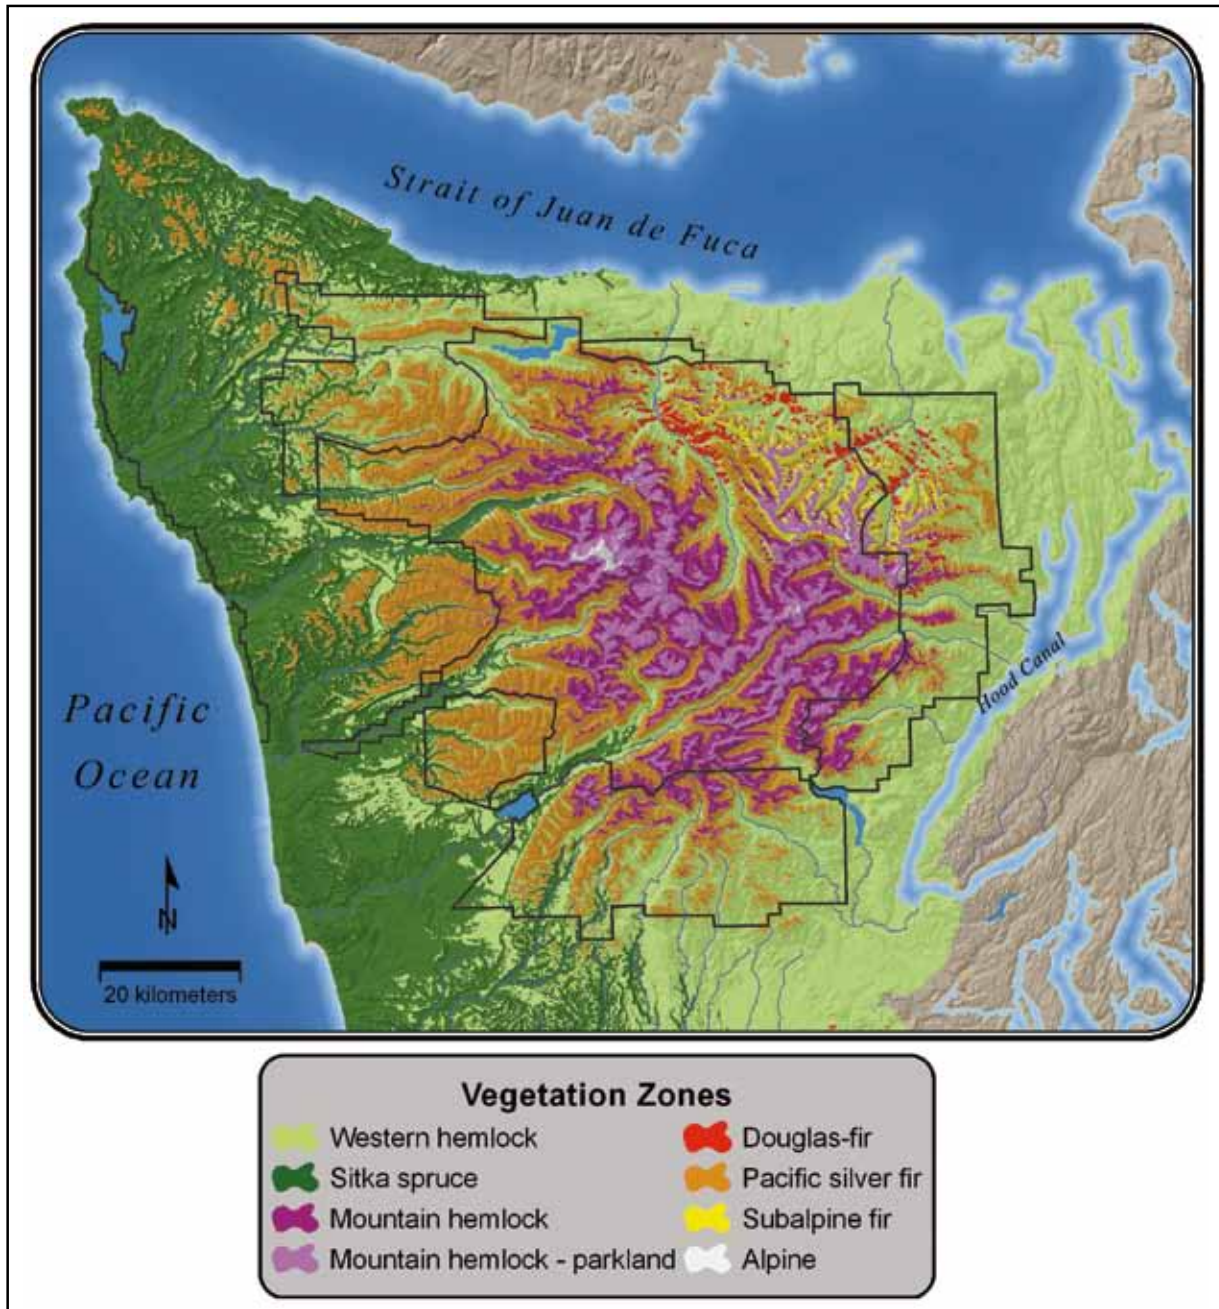 Strait of Juan de Fuca
Hood Canal
Pacific
Ocean
N
20 kilometers
Vegetation Zones
Western hemlock
Sitka spruce
Mountain hemlock
Mountain hemlock - parkland
Douglas-fir
Pacific silver fir
Subalpine fir
Alpine